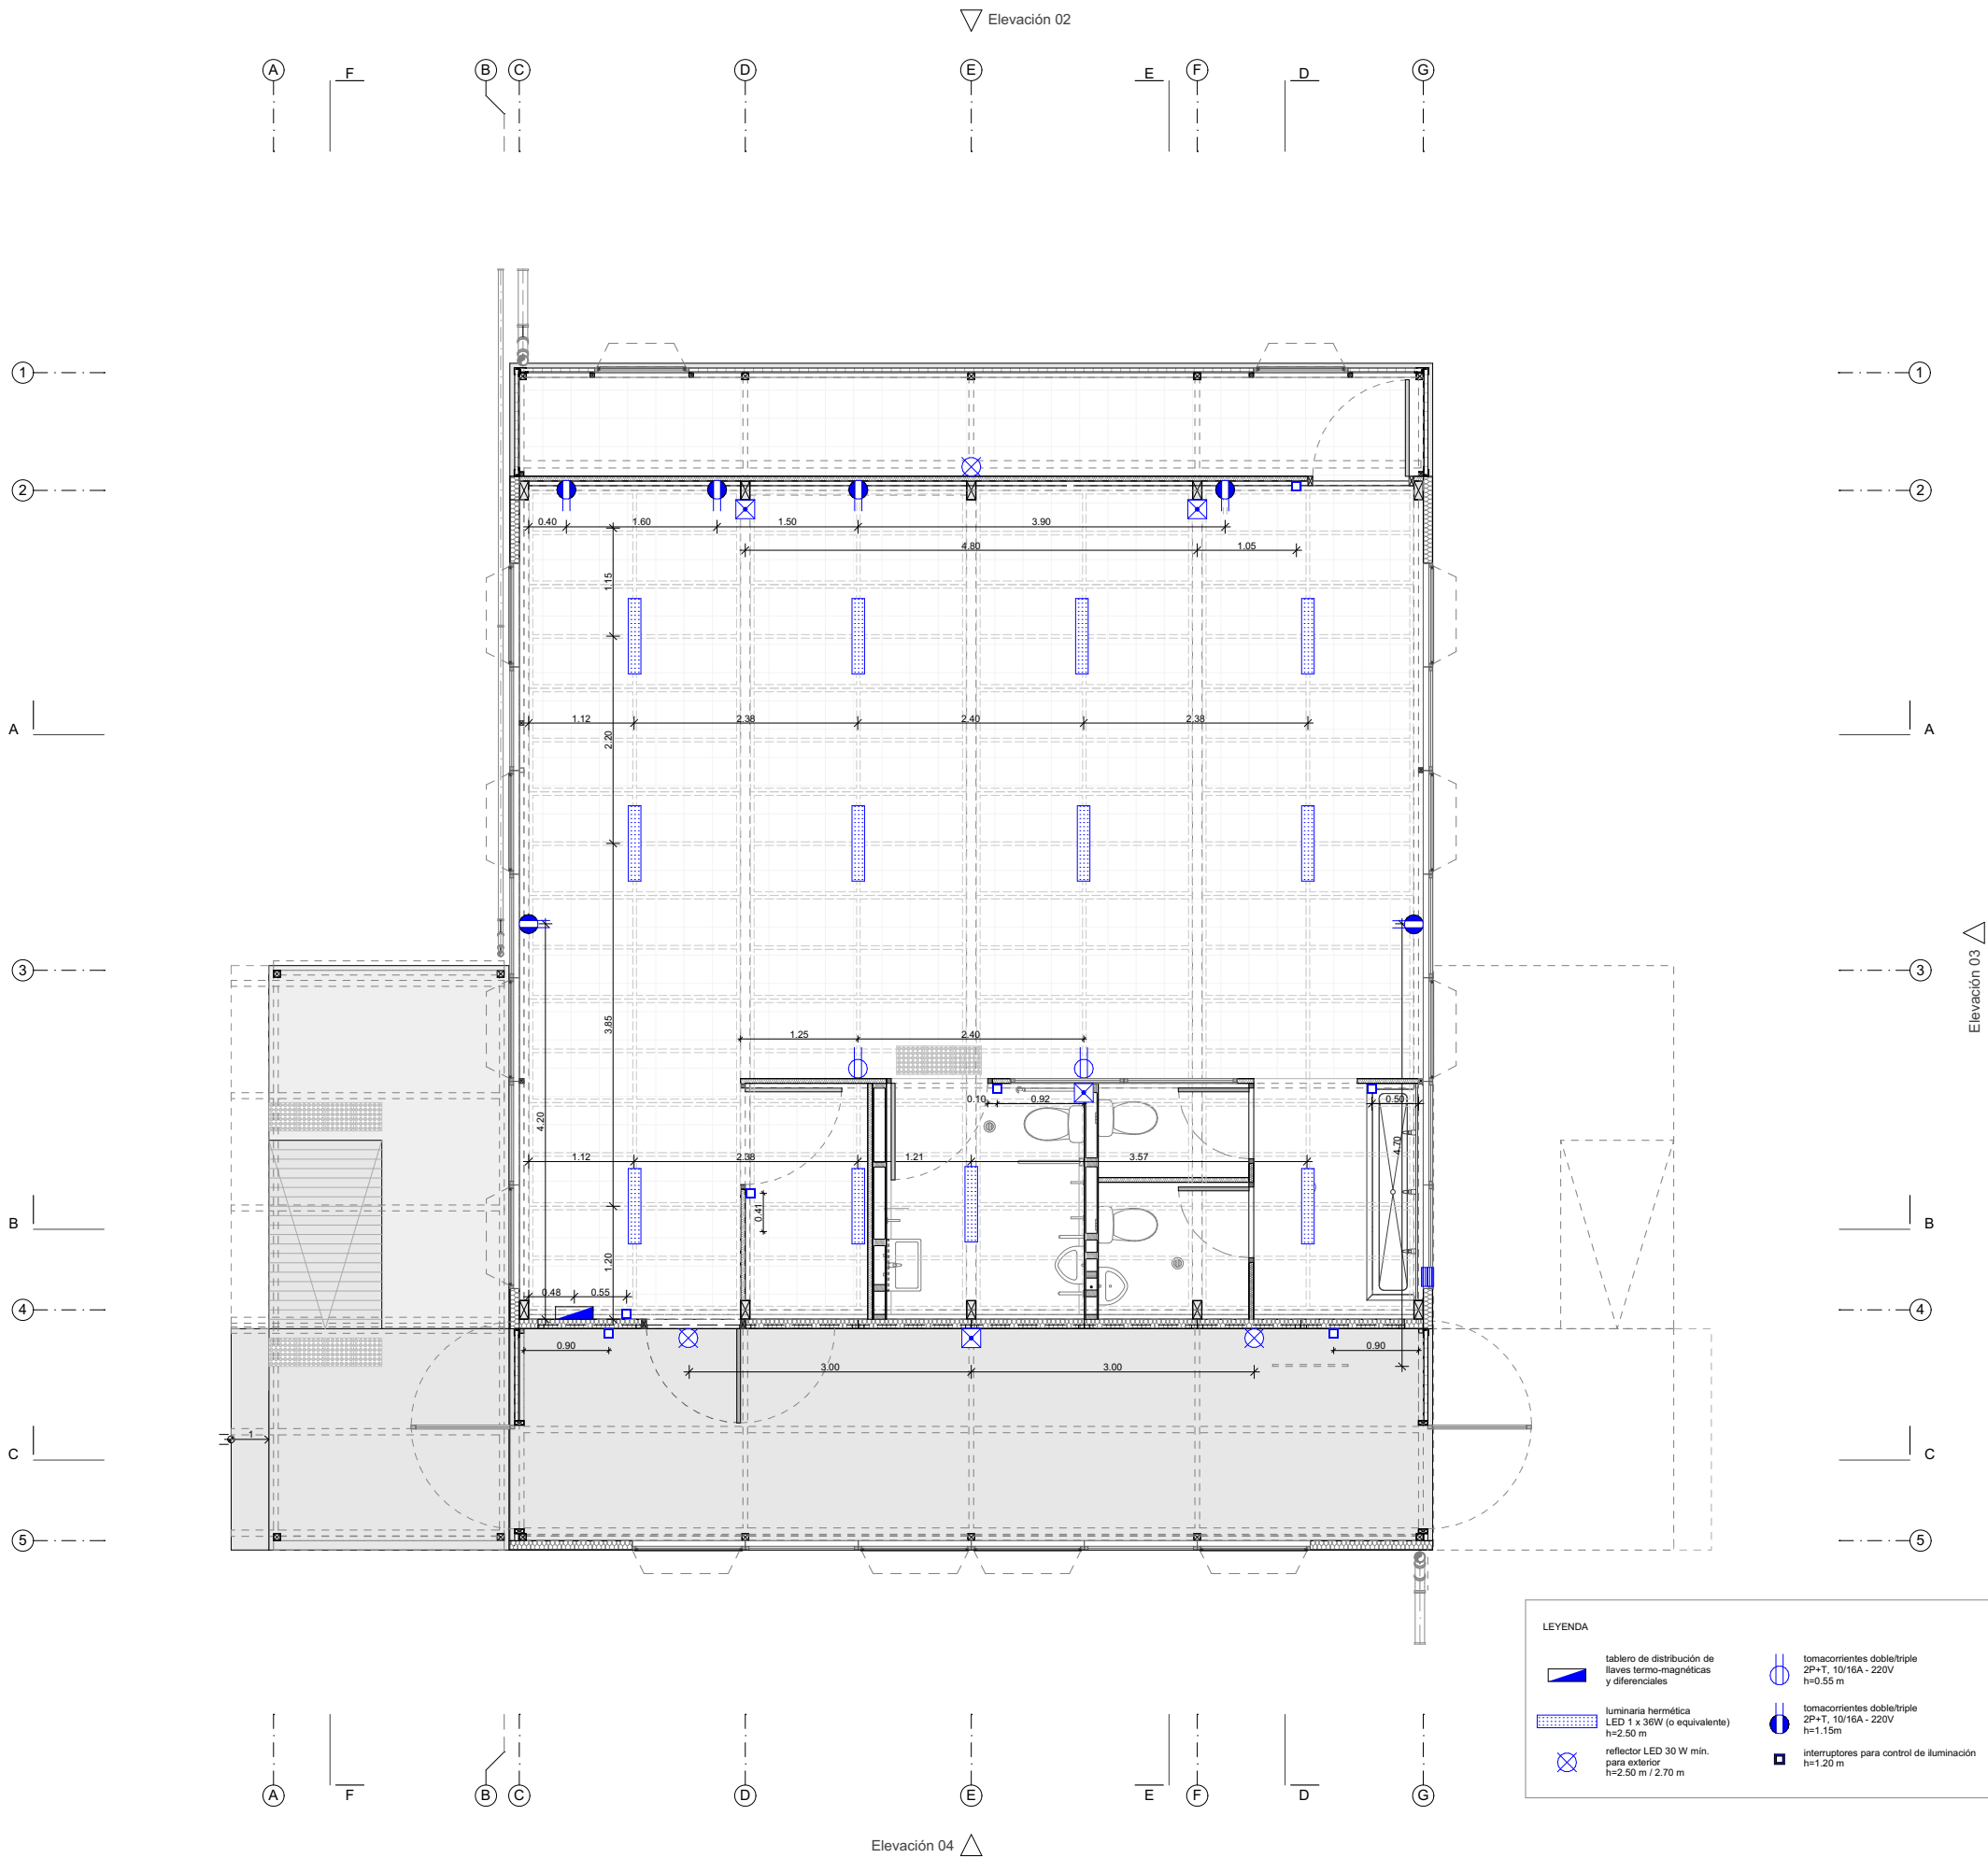 Elevación 02
A F B C D E E F D G
1 1
2 2
0.40 1.60 1.50 3.90
4.80 1.05
1.15
A 1.12 2.38 2.40 2.38 A
2.20
Elevación 03
3 3
3.85
1.25 2.40
0.10 0.92 0.50
4.20
4.70
1.12 2.38 1.21 3.57
0.41
B B
1.20
0.48 0.55
4 4
0.90 0.90
3.00 3.00
1
C C
5 5
LEYENDA
tablero de distribución de
llaves termo-magnéticas
y diferenciales
luminaria hermética
LED 1 x 36W (o equivalente)
h=2.50 m
reflector LED 30 W mín.
para exterior
h=2.50 m / 2.70 m
tomacorrientes doble/triple
2P+T, 10/16A - 220V
h=0.55 m
tomacorrientes doble/triple
2P+T, 10/16A - 220V
h=1.15m
interruptores para control de iluminación
h=1.20 m
A F B C D E E F D G
Elevación 04